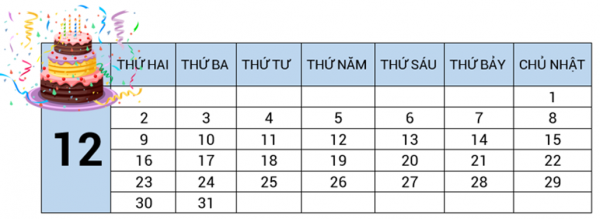 THỨ HAI THỨ BA THỨ TƯ THỨ NĂM THỨ SÁU THỨ BẢY CHỦ NHẬT
1
2 3 4 5 6 7 8
12
9 10 11 12 13 14 15
16 17 18 19 20 21 22
23 24 25 26 27 28 29
30 31